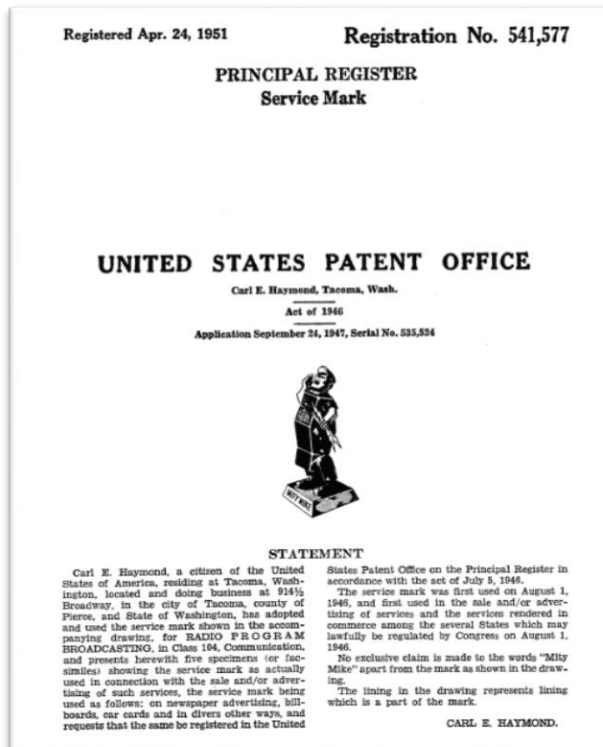 Registered Apr. 24, 1951
Registration No. 541,577
PRINCIPAL REGISTER
Service Mark
UNITED STATES PATENT OFFICE
Carl E. Haymond, Tacoma, Wash.
Act of 1946
Application September 24, 1947, Serial No. 535,524
MITY MIKE
STATEMENT
Carl E. Haymond, a citizen of the United
States of America, residing at Tacoma, Wash-
ington, located and doing business at 914½
Broadway, in the city of Tacoma, county of
Pierce, and State of Washington, has adopted
and used the service mark shown in the accom-
panying drawing, for RADIO PROGRAM
BROADCASTING, in Class 104, Communication,
and presents herewith five specimens (or fac-
similes) showing the service mark as actually
used in connection with the sale and/or adver-
tising of such services, the service mark being
used as follows: on newspaper advertising, bill-
boards, car cards and in divers other ways, and
requests that the same be registered in the United
States Patent Office on the Principal Register in
accordance with the act of July 5, 1946.
The service mark was first used on August 1,
1946, and first used in the sale and/or adver-
tising of services and the services rendered in
commerce among the several States which may
lawfully be regulated by Congress on August 1,
1946.
No exclusive claim is made to the words "Mity
Mike" apart from the mark as shown in the draw-
ing.
The lining in the drawing represents lining
which is a part of the mark.
CARL E. HAYMOND.